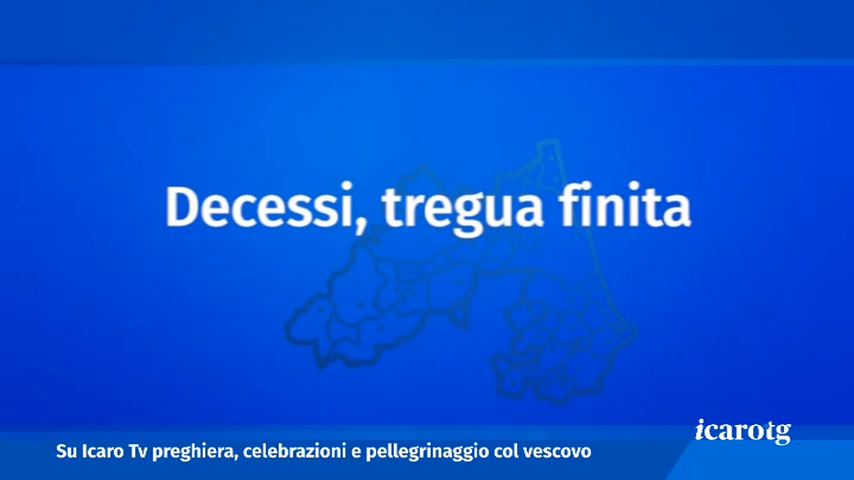 Decessi, tregua finita
icarotg
Su Icaro Tv preghiera, celebrazioni e pellegrinaggio col vescovo